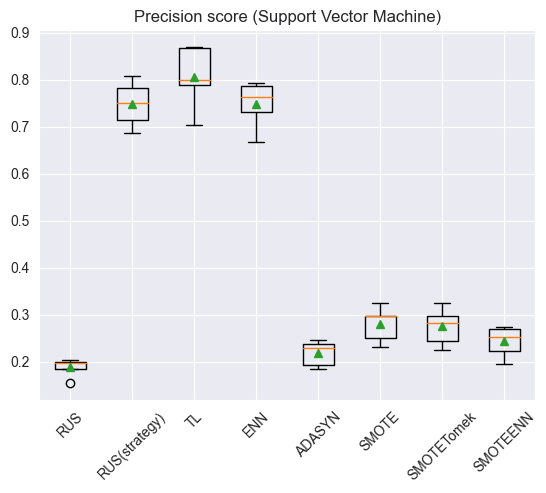 Precision score (Support Vector Machine)
0.9
0.8
0.7
0.6
0.5
0.4
0.3
0.2
RUS
RUS(strategy)
TL
ENN
ADASYN
SMOTE
SMOTETomek
SMOTEENN